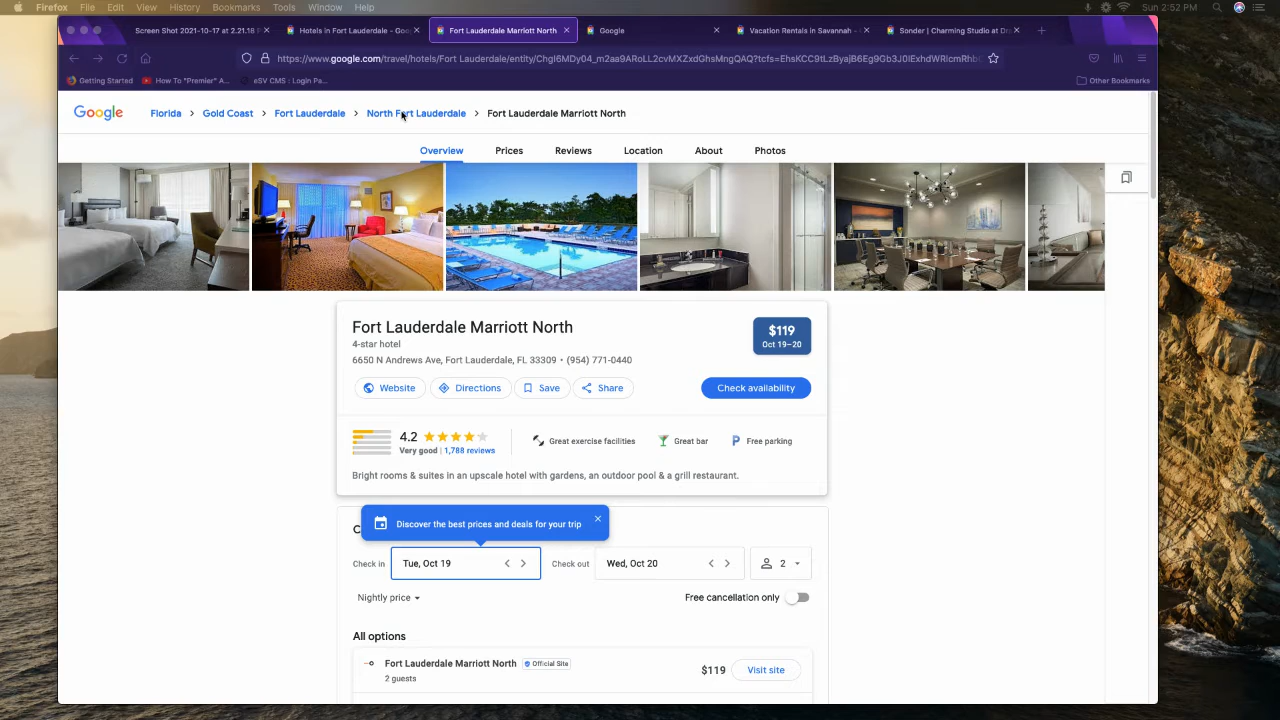 Firefox File Edit View History Bookmarks Tools Window Help
Sun 2:52 PM
Screen Shot 2021-10-17 at 2.21.18 P
Hotels in Fort Lauderdale - Goo
Fort Lauderdale Marriott North
Google
Vacation Rentals in Savannah -
Sonder | Charming Studio at Dr
Getting Started
How To "Premier" A...
eSV CMS : Login Pa...
Other Bookmarks
Google
Florida > Gold Coast > Fort Lauderdale > North Fort Lauderdale > Fort Lauderdale Marriott North
Overview Prices Reviews Location About Photos
Fort Lauderdale Marriott North
$119
4-star hotel
Oct 19–20
6650 N Andrews Ave, Fort Lauderdale, FL 33309 • (954) 771-0440
Website Directions Save Share Check availability
4.2
Great exercise facilities Great bar Free parking
Very good | 1,788 reviews
Bright rooms & suites in an upscale hotel with gardens, an outdoor pool & a grill restaurant.
Discover the best prices and deals for your trip
Check in Tue, Oct 19 Check out Wed, Oct 20 2
Nightly price Free cancellation only
All options
Fort Lauderdale Marriott North Official Site
$119 Visit site
2 guests